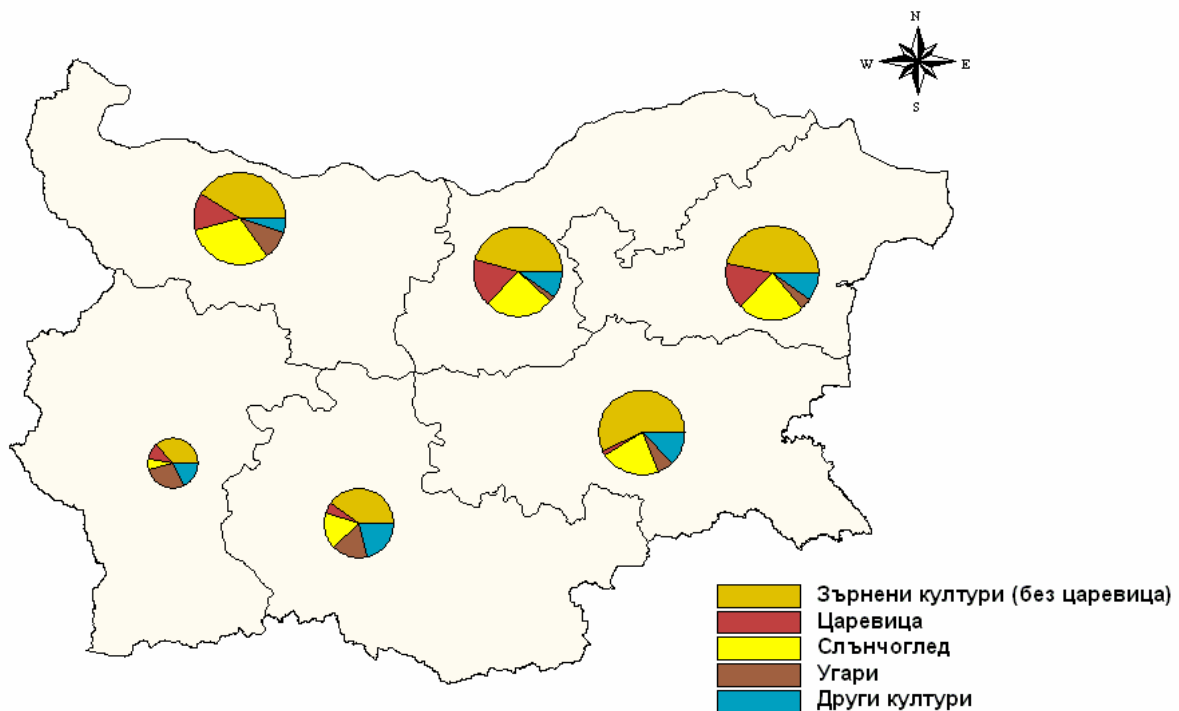 N
W E
S
Зърнени култури (без царевица)
Царевица
Слънчоглед
Угари
Други култури